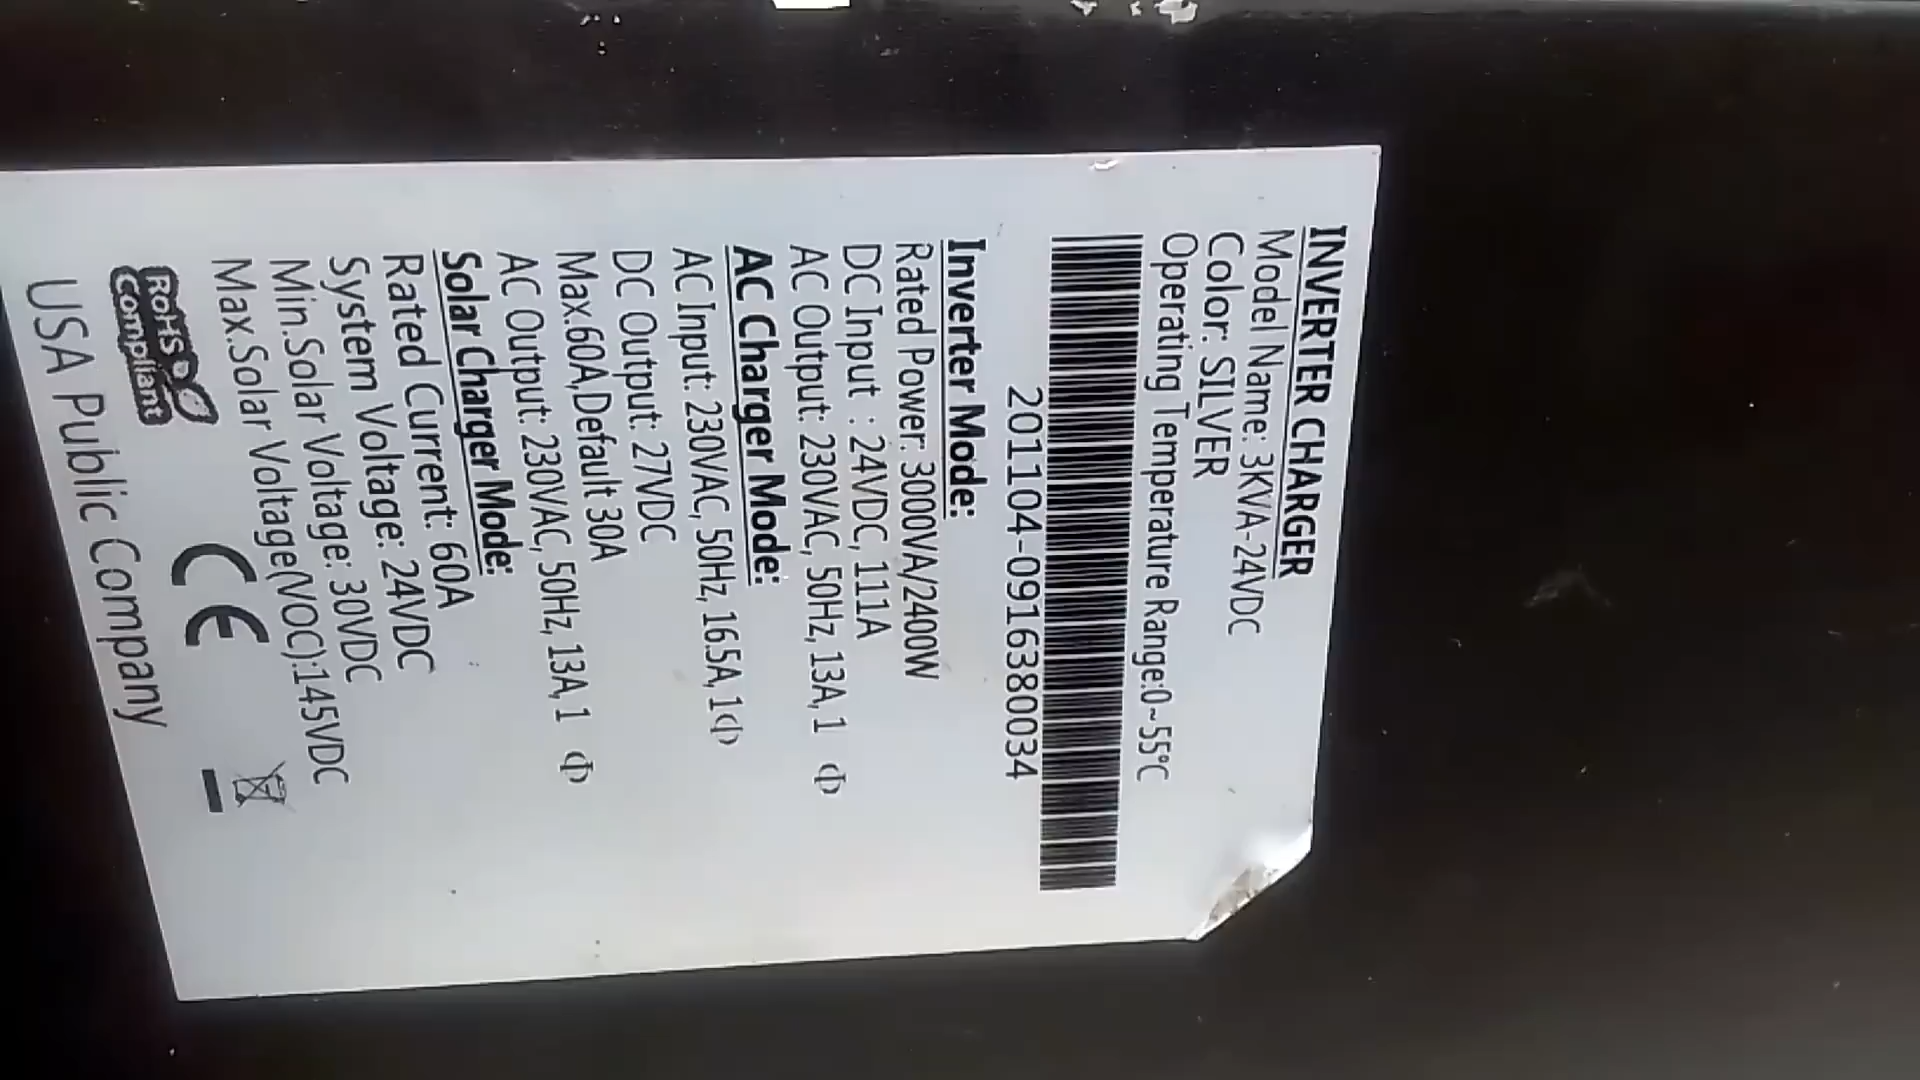 INVERTER CHARGER
Model Name: 3KVA-24VDC
Color: SILVER
Operating Temperature Range:0~55°C
201104-0916380034
Inverter Mode:
Rated Power: 3000VA/2400W
DC Input : 24VDC, 111A
AC Output: 230VAC, 50Hz, 13A, 1 Φ
AC Charger Mode:
AC Input: 230VAC, 50Hz, 16.5A, 1Φ
DC Output: 27VDC
Max.60A,Default 30A
AC Output: 230VAC, 50Hz, 13A, 1 Φ
Solar Charger Mode:
Rated Current: 60A
System Voltage: 24VDC
Min.Solar Voltage: 30VDC
Max.Solar Voltage(VOC):145VDC
RoHS
Compliant
CE
USA Public Company